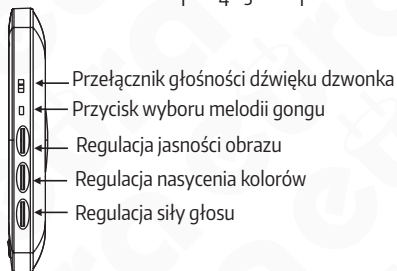 Przełącznik głośności dźwięku dzwonka
Przycisk wyboru melodii gongu
Regulacja jasności obrazu
Regulacja nasycenia kolorów
Regulacja siły głosu